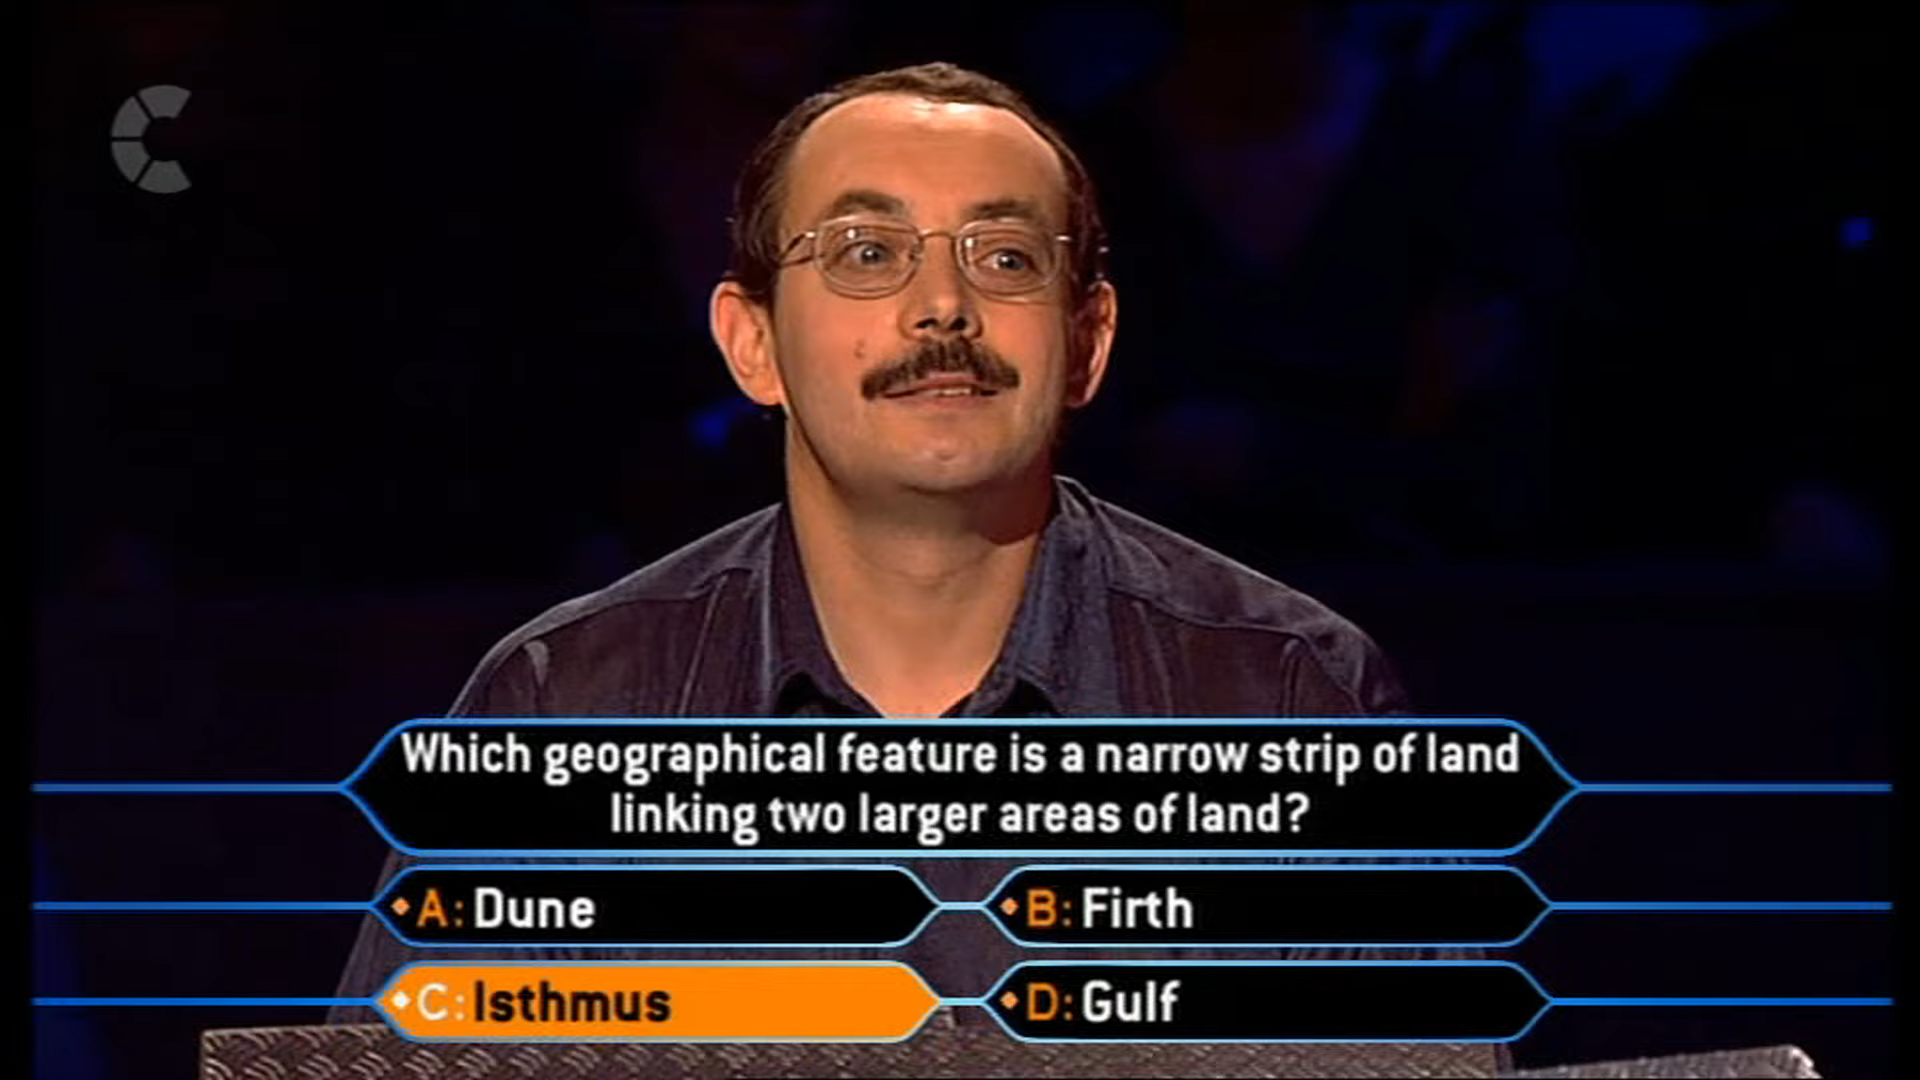 Which geographical feature is a narrow strip of land
linking two larger areas of land?
A: Dune
B: Firth
C: Isthmus
D: Gulf